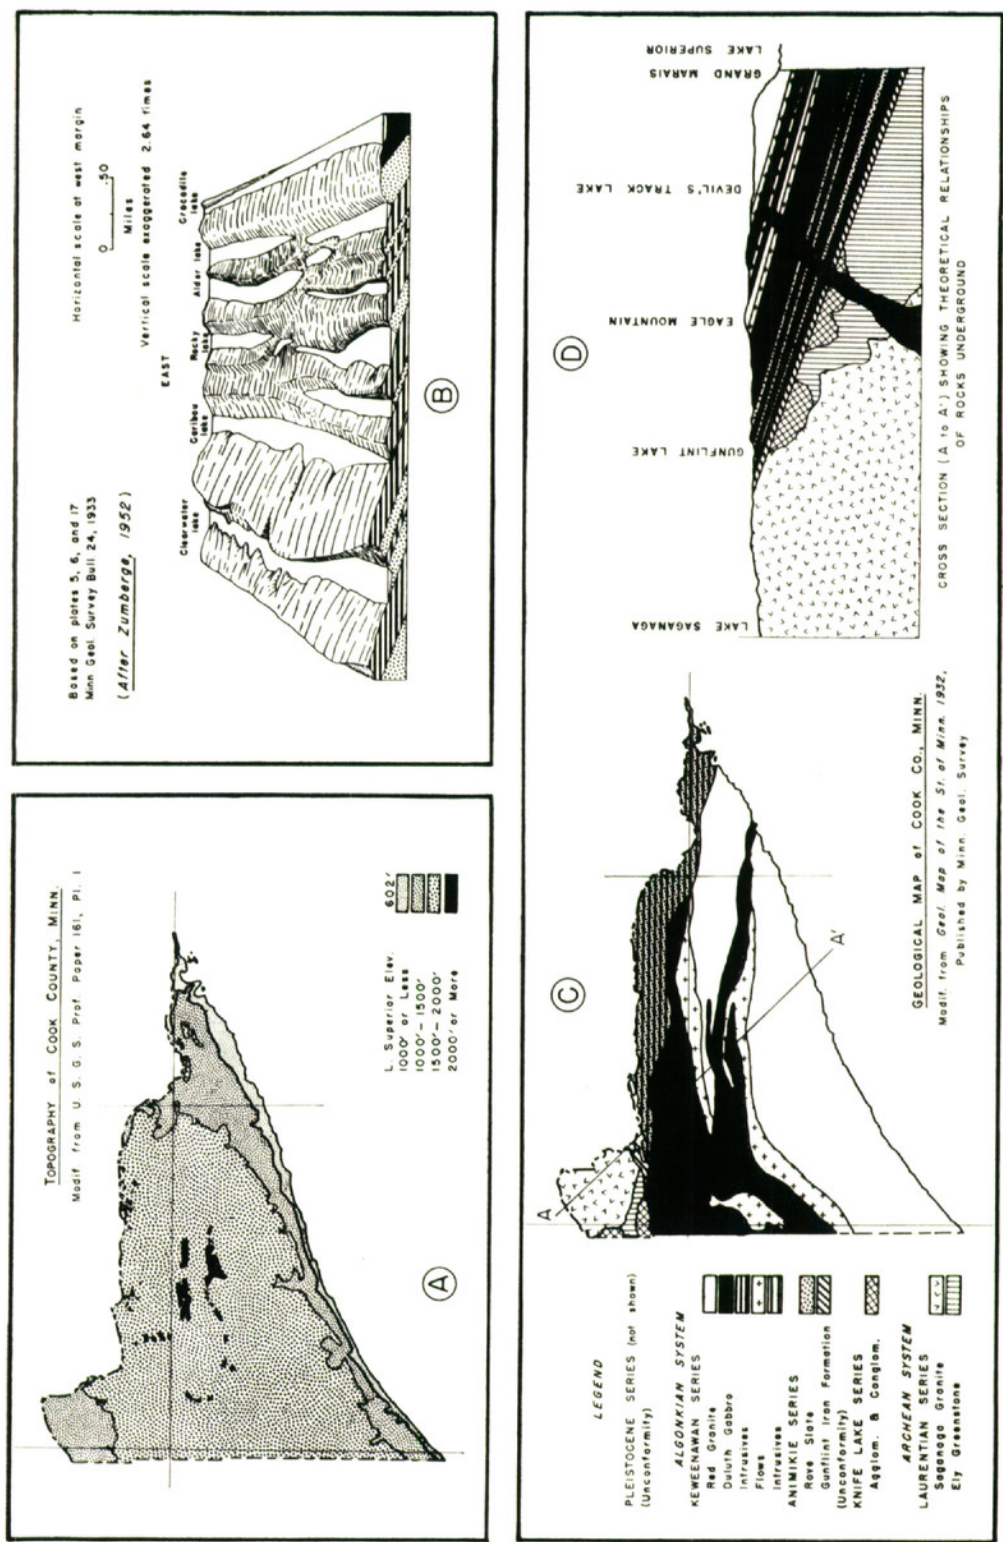 TOPOGRAPHY of COOK COUNTY, MINN.
Modif. from U. S. G. S. Prof. Paper 161, Pl. 1
L. Superior Elev. 602'
1000' or Less
1000'–1500'
1500'–2000'
2000' or More
A
Based on plates 5, 6, and 17
Minn Geol. Survey Bull 24, 1933
(After Zumberge, 1952)
Horizontal scale at west margin
0 .50
Miles
Vertical scale exaggerated 2.64 times
EAST
Clearwater lake
Caribou lake
Rocky lake
Alder lake
Crocodile lake
B
LEGEND
PLEISTOCENE SERIES (not shown)
(Unconformity)
ALGONKIAN SYSTEM
KEWEENAWAN SERIES
Red Granite
Duluth Gabbro
Intrusives
Flows
Intrusives
ANIMIKIE SERIES
Rove Slate
Gunflint Iron Formation
(Unconformity)
KNIFE LAKE SERIES
Agglom. & Conglam.
ARCHEAN SYSTEM
LAURENTIAN SERIES
Saganaga Granite
Ely Greenstone
C
A
A'
GEOLOGICAL MAP of COOK CO., MINN.
Modif. from Geol. Map of the St. of Minn. 1932,
Published by Minn. Geol. Survey
D
LAKE SAGANAGA
GUNFLINT LAKE
EAGLE MOUNTAIN
DEVIL'S TRACK LAKE
GRAND MARAIS
LAKE SUPERIOR
CROSS SECTION (A to A') SHOWING THEORETICAL RELATIONSHIPS
OF ROCKS UNDERGROUND